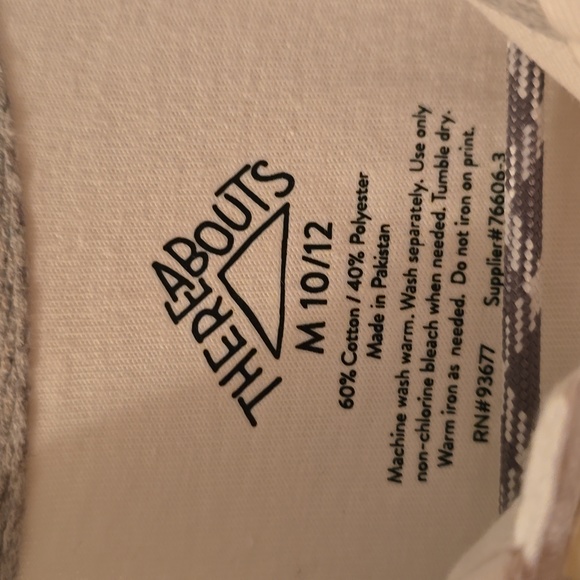 THEREABOUTS
M 10/12
60% Cotton / 40% Polyester
Made in Pakistan
Machine wash warm. Wash separately. Use only
non-chlorine bleach when needed. Tumble dry.
Warm iron as needed. Do not iron on print.
RN#93677 Supplier#76606-3